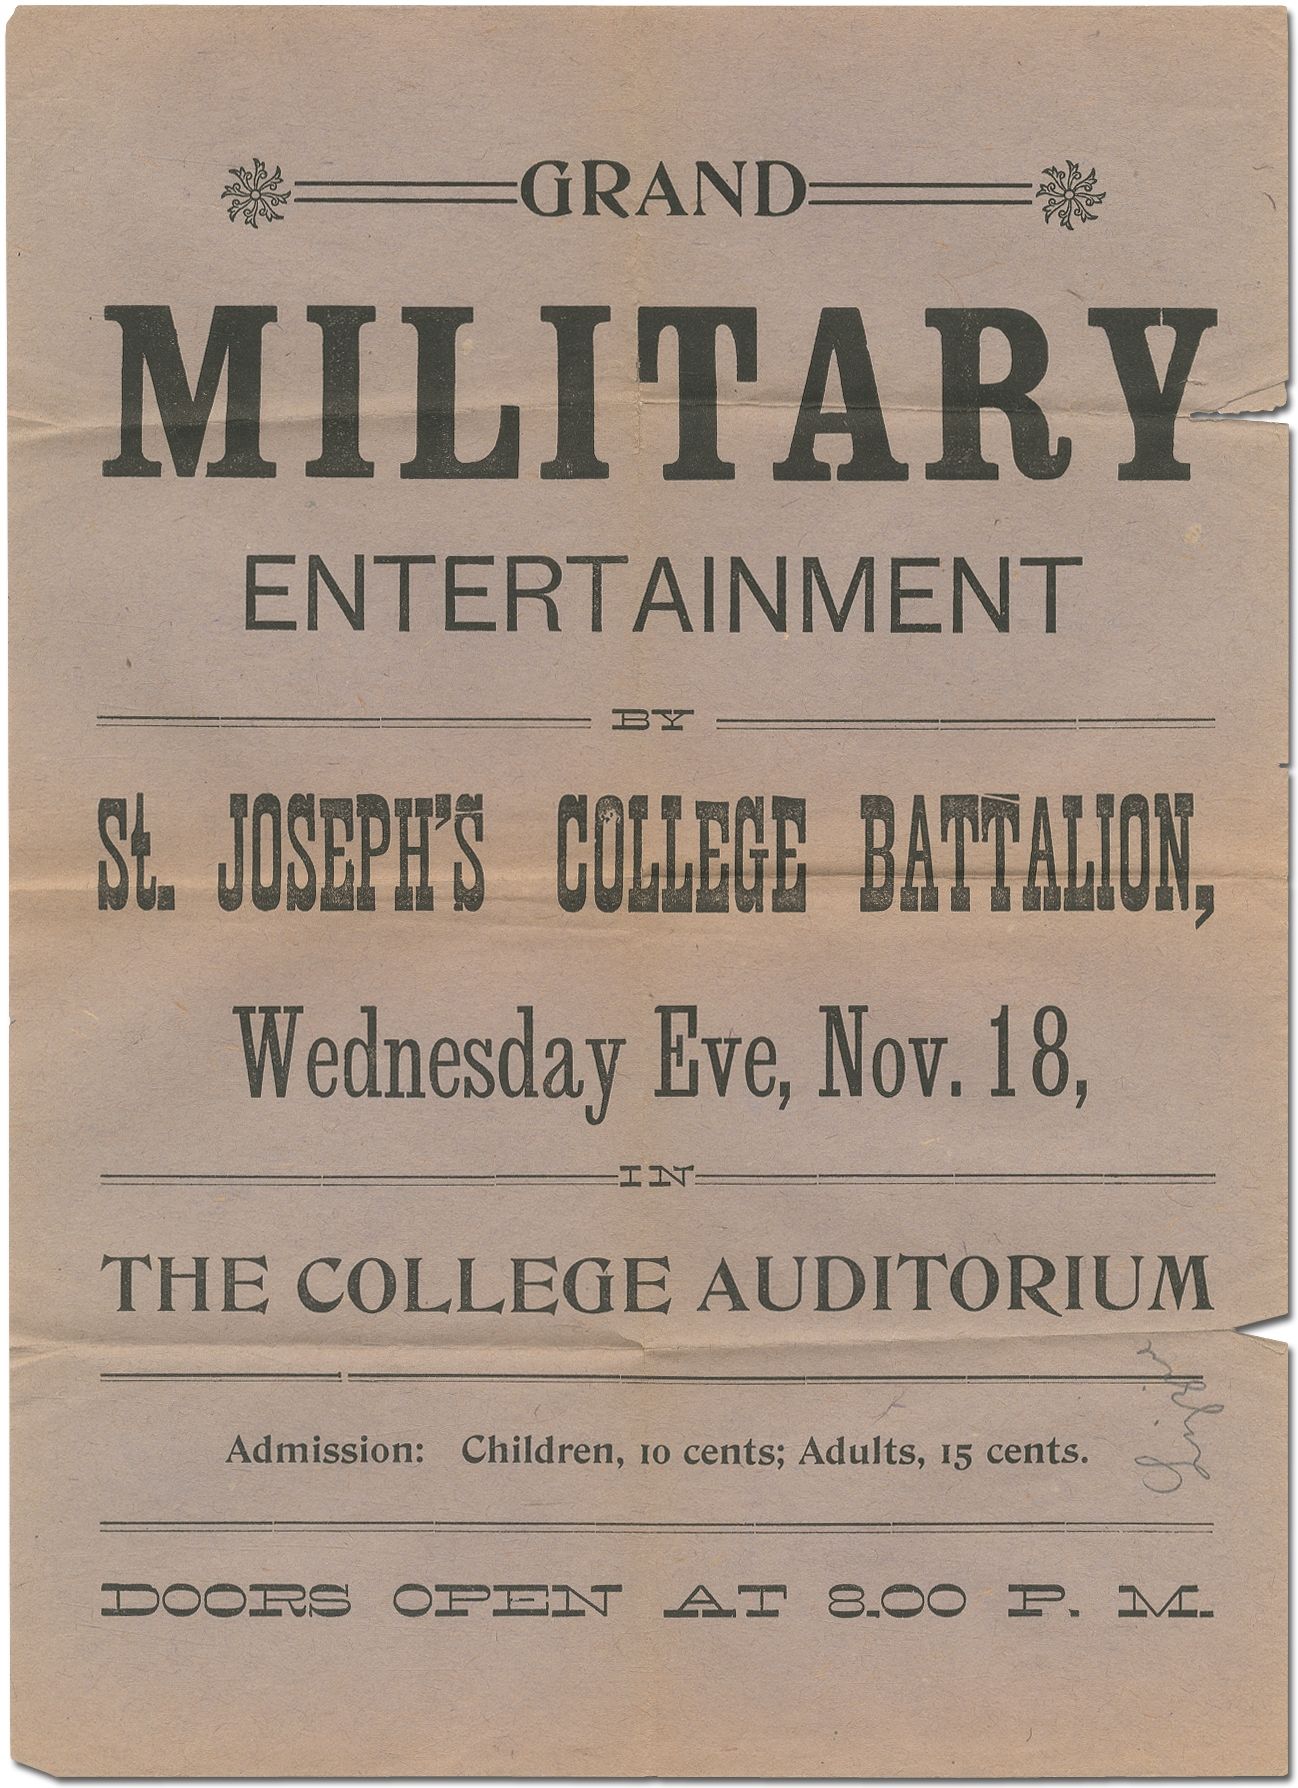 GRAND
MILITARY
ENTERTAINMENT
BY
St. JOSEPH'S COLLEGE BATTALION,
Wednesday Eve, Nov. 18,
IN
THE COLLEGE AUDITORIUM
Admission: Children, 10 cents; Adults, 15 cents.
DOORS OPEN AT 8.00 P. M.